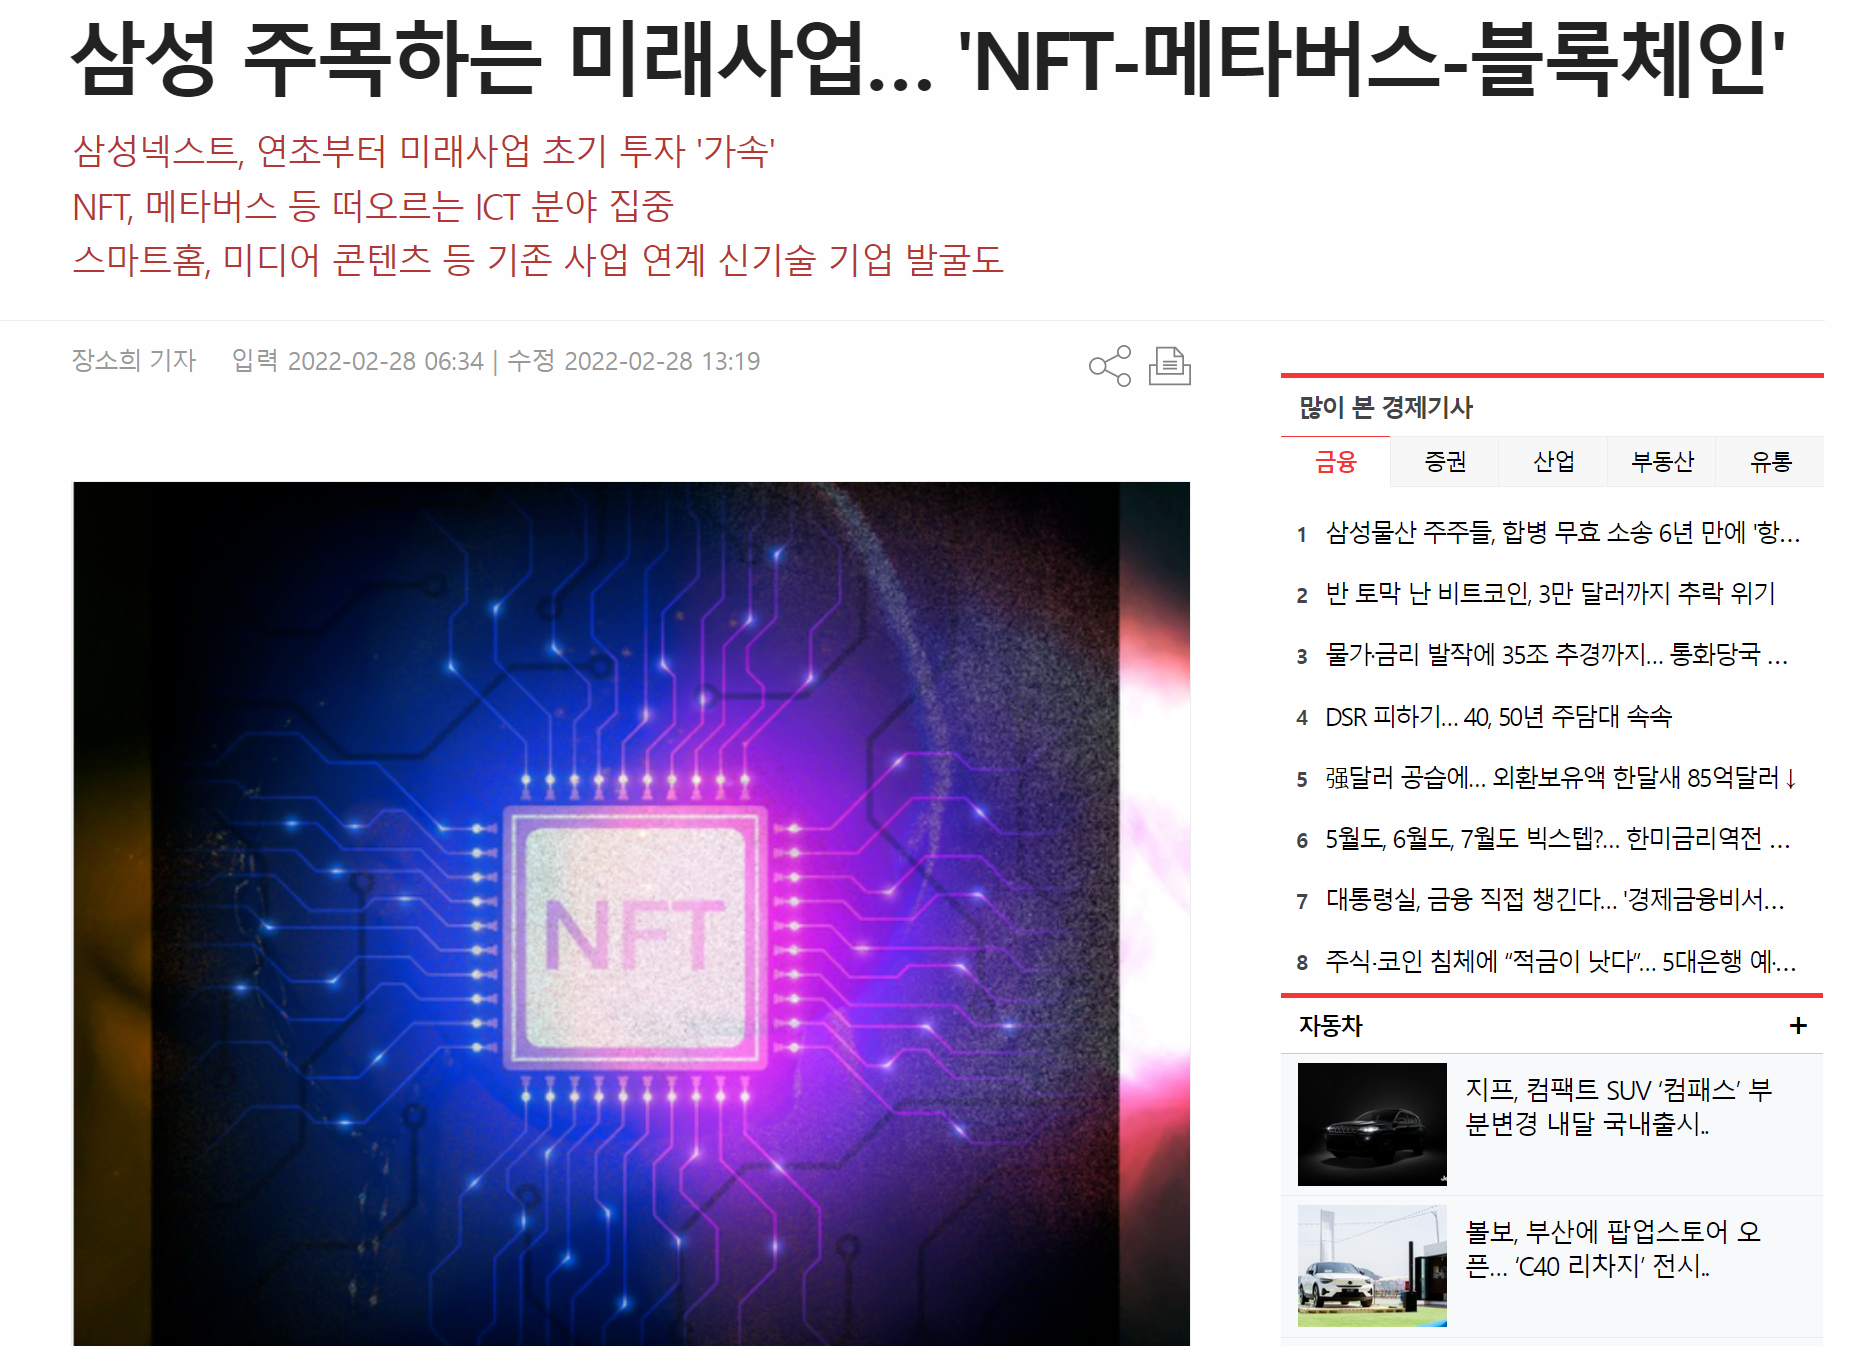 삼성 주목하는 미래사업... 'NFT-메타버스-블록체인'
삼성넥스트, 연초부터 미래사업 초기 투자 '가속'
NFT, 메타버스 등 떠오르는 ICT 분야 집중
스마트홈, 미디어 콘텐츠 등 기존 사업 연계 신기술 기업 발굴도
장소희 기자 입력 2022-02-28 06:34 | 수정 2022-02-28 13:19
NFT
많이 본 경제기사
금융 증권 산업 부동산 유통
1 삼성물산 주주들, 합병 무효 소송 6년 만에 '항...
2 반 토막 난 비트코인, 3만 달러까지 추락 위기
3 물가·금리 발작에 35조 추경까지... 통화당국 ...
4 DSR 피하기... 40, 50년 주담대 속속
5 强달러 공습에... 외환보유액 한달새 85억달러↓
6 5월도, 6월도, 7월도 빅스텝?... 한미금리역전 ...
7 대통령실, 금융 직접 챙긴다... '경제금융비서...
8 주식·코인 침체에 “적금이 낫다”... 5대은행 예·...
자동차 +
지프, 컴팩트 SUV ‘컴패스’ 부
분변경 내달 국내출시..
볼보, 부산에 팝업스토어 오
픈... ‘C40 리차지’ 전시..